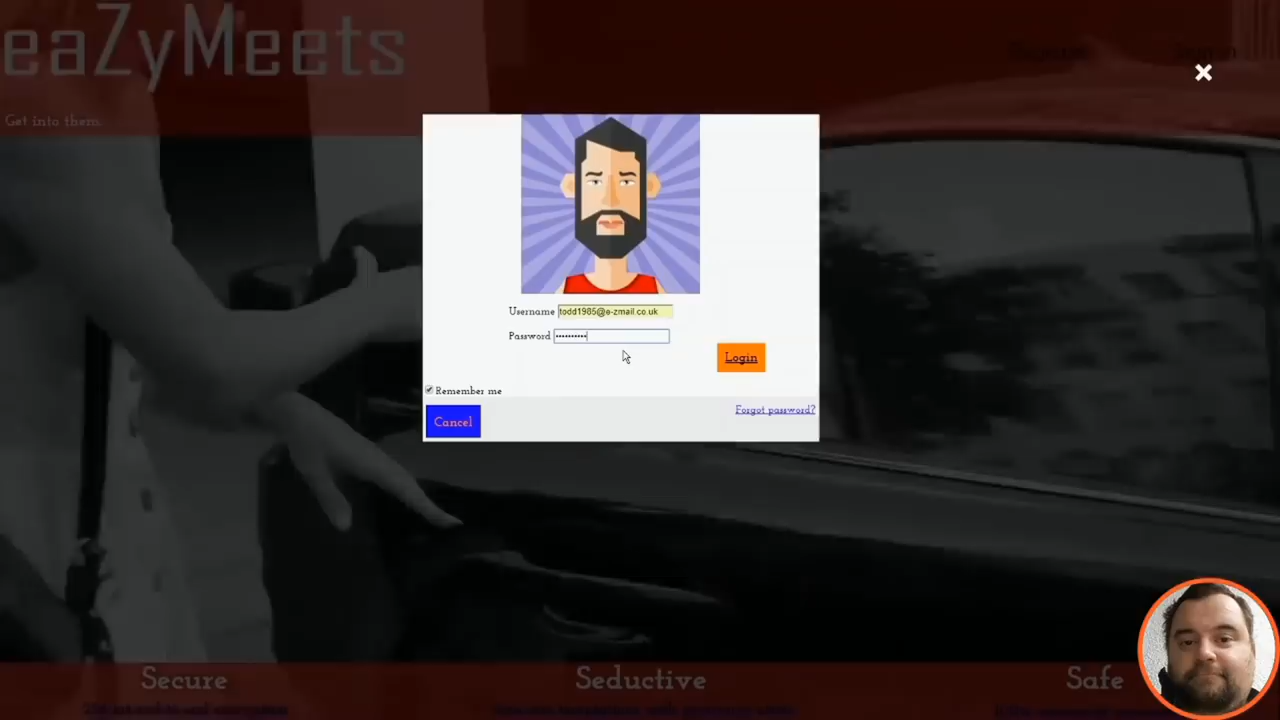 eaZyMeets
Get into them.
Username todd1985@e-zmail.co.uk
Password ••••••••••
Login
Remember me
Forgot password?
Cancel
Secure Seductive Safe